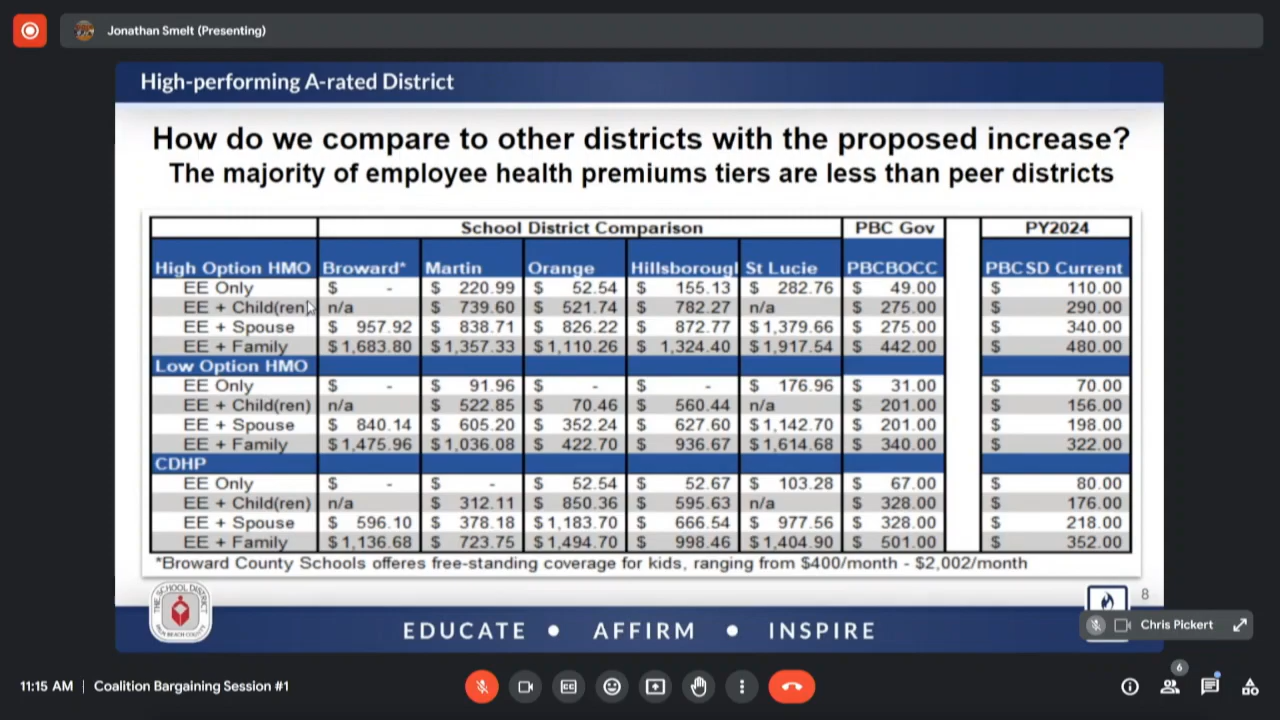 Jonathan Smelt (Presenting)
High-performing A-rated District
How do we compare to other districts with the proposed increase?
The majority of employee health premiums tiers are less than peer districts
School District Comparison PBC Gov PY2024
High Option HMO Broward* Martin Orange Hillsboroug St Lucie PBCBOCC PBCSD Current
EE Only $ - $ 220.99 $ 52.54 $ 155.13 $ 282.76 $ 49.00 $ 110.00
EE + Child(ren) n/a $ 739.60 $ 521.74 $ 782.27 n/a $ 275.00 $ 290.00
EE + Spouse $ 957.92 $ 838.71 $ 826.22 $ 872.77 $ 1,379.66 $ 275.00 $ 340.00
EE + Family $ 1,683.80 $ 1,357.33 $ 1,110.26 $ 1,324.40 $ 1,917.54 $ 442.00 $ 480.00
Low Option HMO
EE Only $ - $ 91.96 $ - $ - $ 176.96 $ 31.00 $ 70.00
EE + Child(ren) n/a $ 522.85 $ 70.46 $ 560.44 n/a $ 201.00 $ 156.00
EE + Spouse $ 840.14 $ 605.20 $ 352.24 $ 627.60 $ 1,142.70 $ 201.00 $ 198.00
EE + Family $ 1,475.96 $ 1,036.08 $ 422.70 $ 936.67 $ 1,614.68 $ 340.00 $ 322.00
CDHP
EE Only $ - $ - $ 52.54 $ 52.67 $ 103.28 $ 67.00 $ 80.00
EE + Child(ren) n/a $ 312.11 $ 850.36 $ 595.63 n/a $ 328.00 $ 176.00
EE + Spouse $ 596.10 $ 378.18 $ 1,183.70 $ 666.54 $ 977.56 $ 328.00 $ 218.00
EE + Family $ 1,136.68 $ 723.75 $ 1,494.70 $ 998.46 $ 1,404.90 $ 501.00 $ 352.00
*Broward County Schools offeres free-standing coverage for kids, ranging from $400/month - $2,002/month
8
THE SCHOOL DISTRICT
PALM BEACH COUNTY
EDUCATE • AFFIRM • INSPIRE
Chris Pickert
11:15 AM | Coalition Bargaining Session #1
6